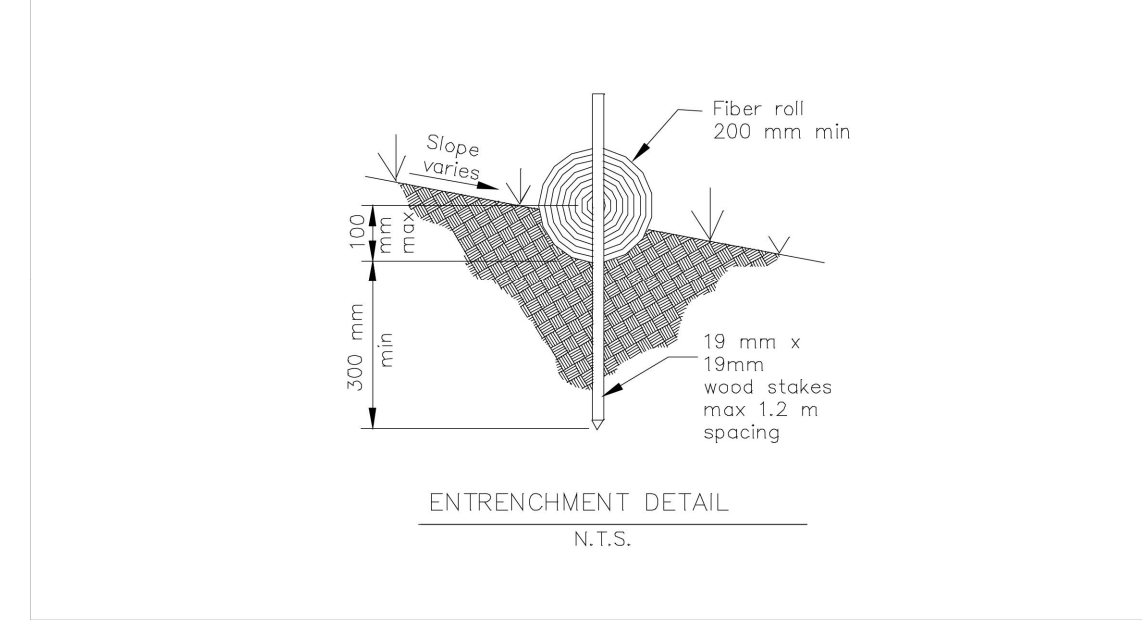 Fiber roll
200 mm min
Slope
varies
100
mm
max
300 mm
min
19 mm x
19mm
wood stakes
max 1.2 m
spacing
ENTRENCHMENT DETAIL
N.T.S.